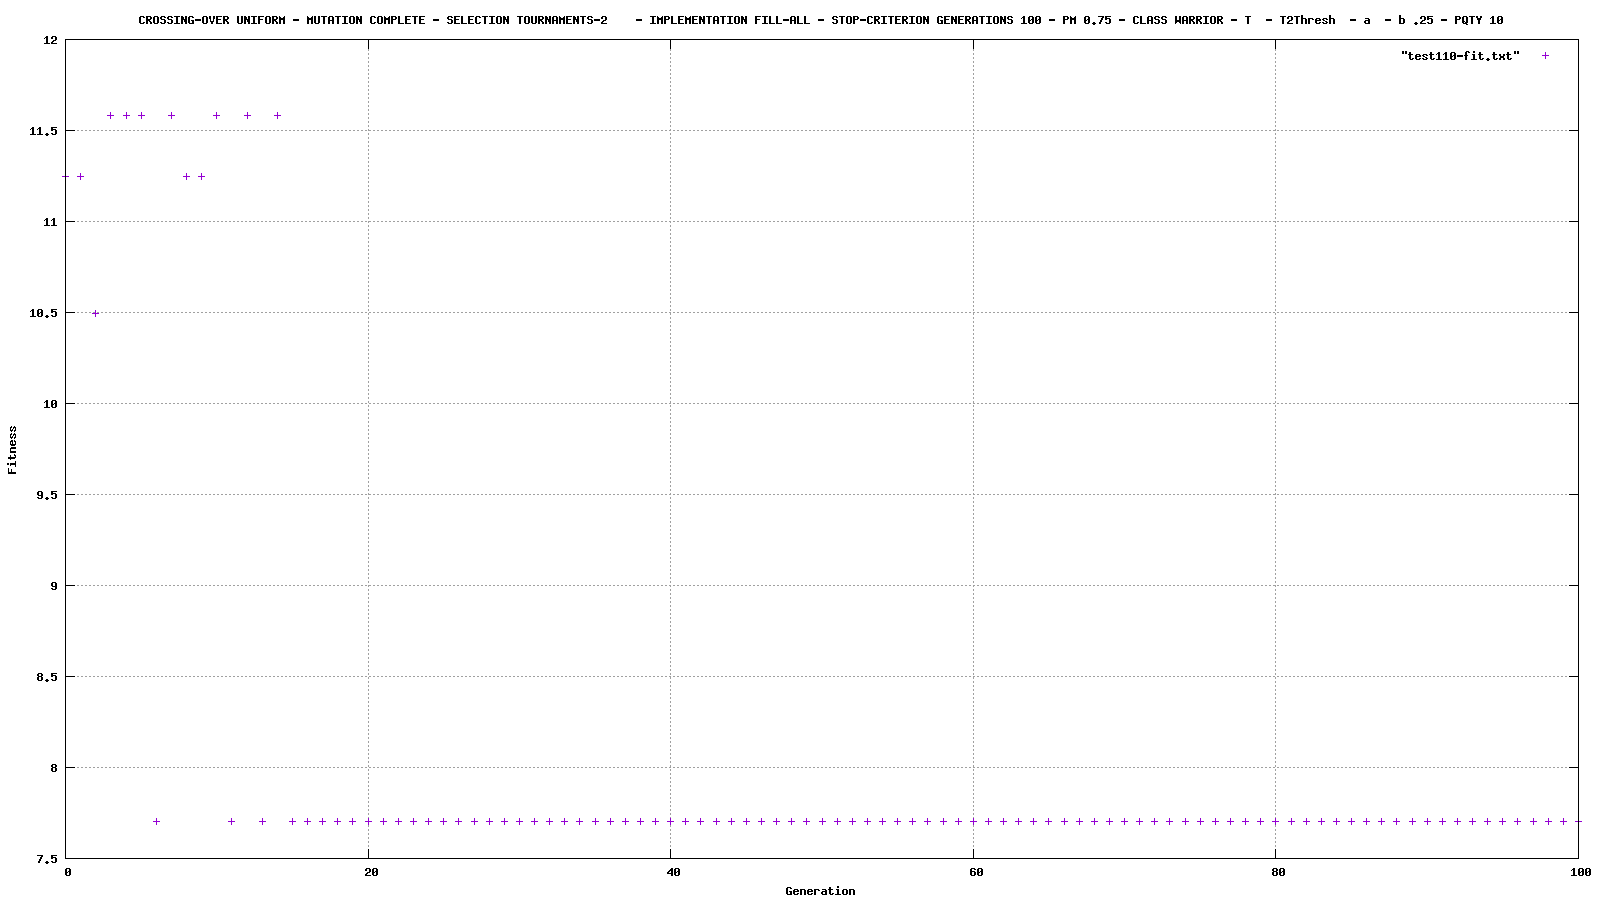 CROSSING-OVER UNIFORM - MUTATION COMPLETE - SELECTION TOURNAMENTS-2    - IMPLEMENTATION FILL-ALL - STOP-CRITERION GENERATIONS 100 - PM 0.75 - CLASS WARRIOR - T  - T2Thresh  - a  - b .25 - PQTY 10
"test110-fit.txt"
12
11.5
11
10.5
10
9.5
9
8.5
8
7.5
Fitness
0 20 40 60 80 100
Generation